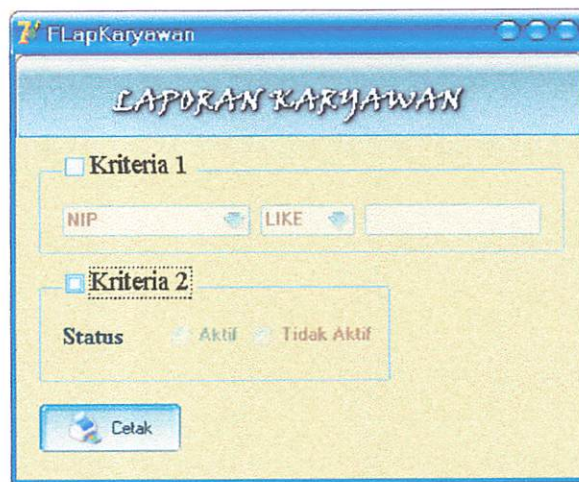 FLapKaryawan
LAPORAN KARYAWAN
Kriteria 1
NIP LIKE
Kriteria 2
Status Aktif Tidak Aktif
Cetak